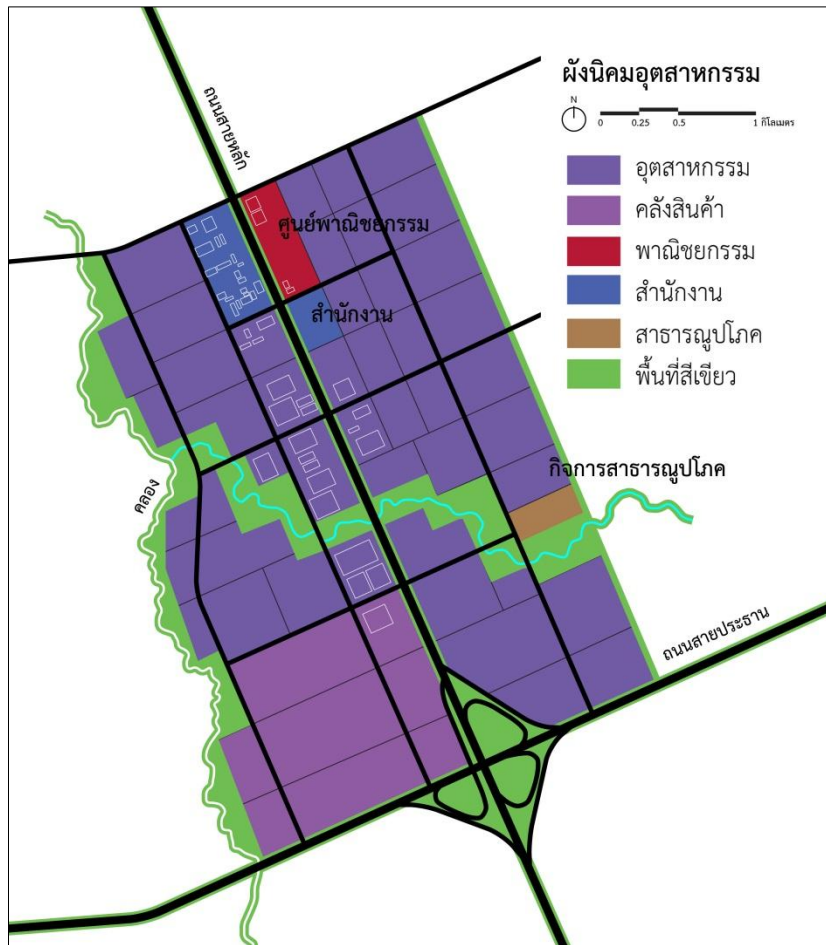 ผังนิคมอุตสาหกรรม
N
0 0.25 0.5 1 กิโลเมตร
อุตสาหกรรม
คลังสินค้า
พาณิชยกรรม
สำนักงาน
สาธารณูปโภค
พื้นที่สีเขียว
ถนนสายหลัก
ศูนย์พาณิชยกรรม
สำนักงาน
กิจการสาธารณูปโภค
คลอง
ถนนสายประธาน